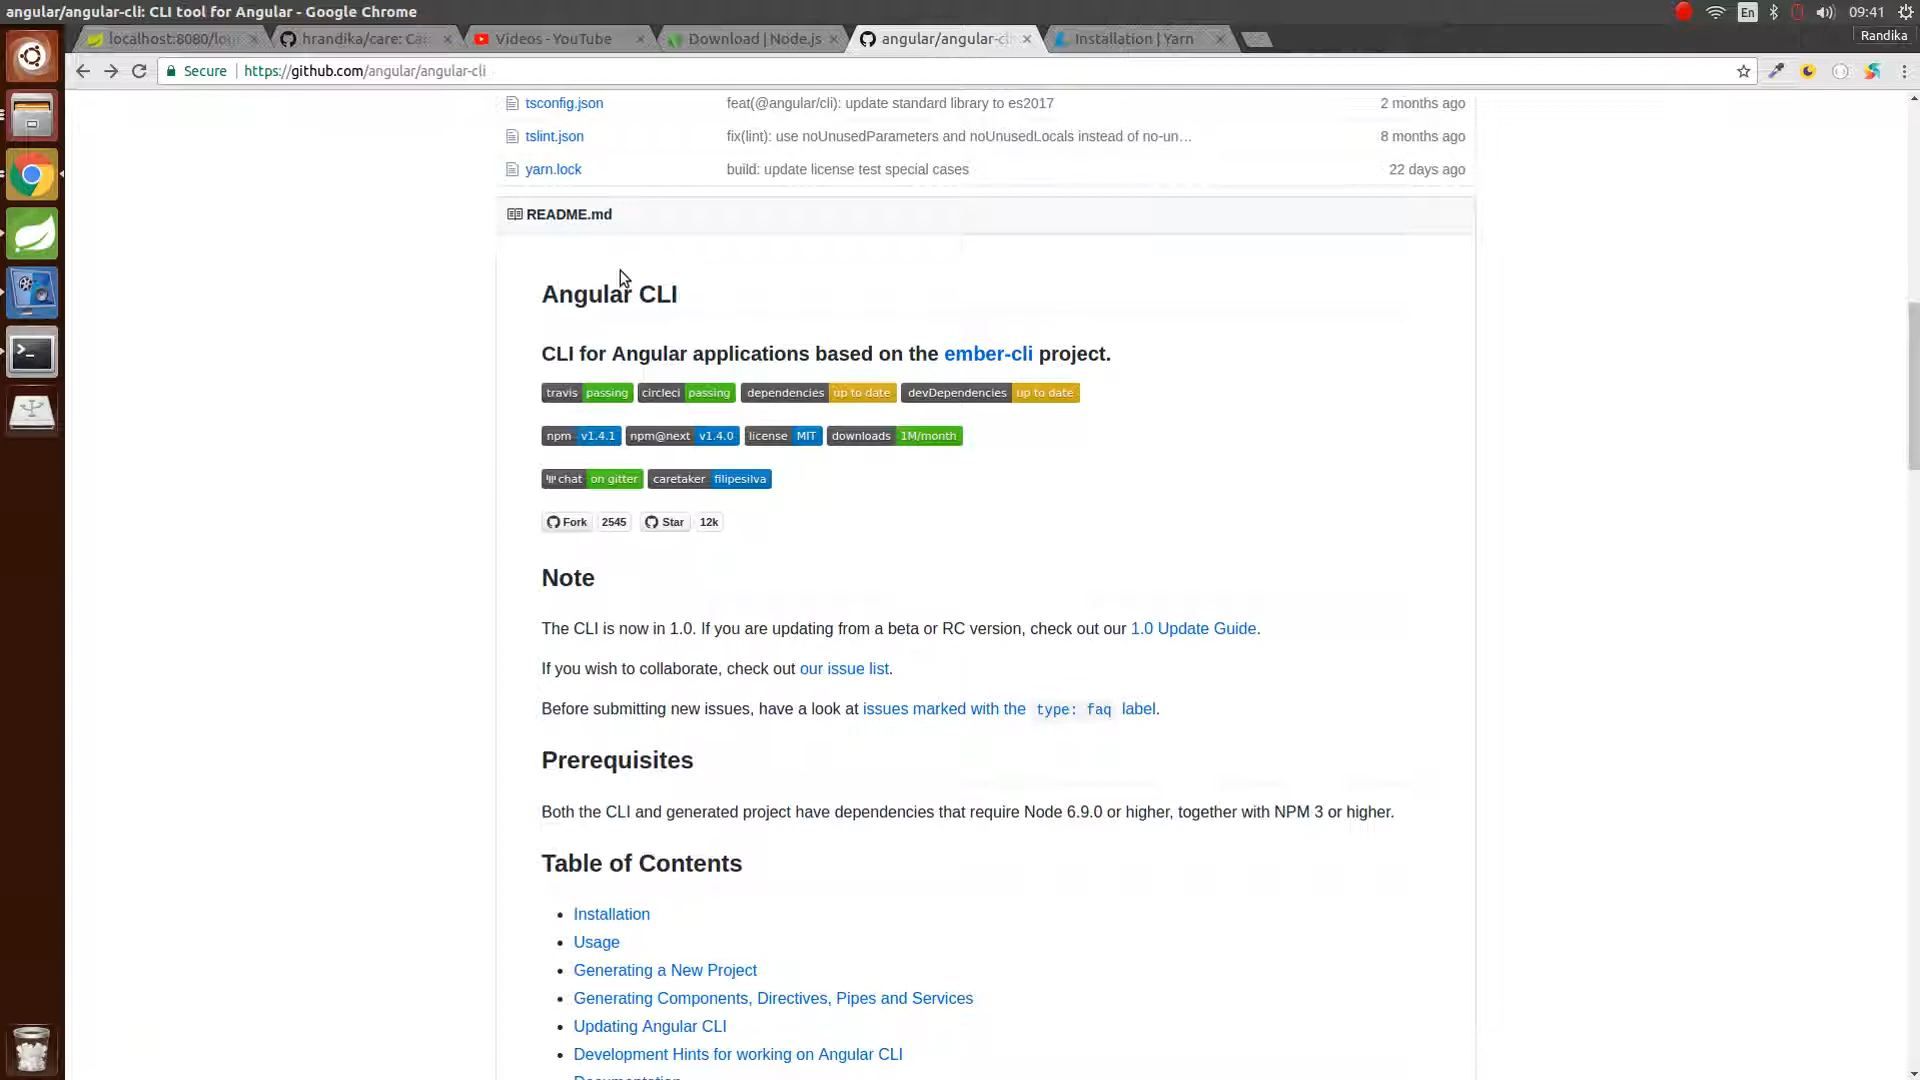 angular/angular-cli: CLI tool for Angular - Google Chrome
En
09:41
localhost:8080/lo
hrandika/care: Ca
Videos - YouTube
Download | Node.js
angular/angular-cli
Installation | Yarn
Randika
Secure
https://github.com/angular/angular-cli
tsconfig.json feat(@angular/cli): update standard library to es2017 2 months ago
tslint.json fix(lint): use noUnusedParameters and noUnusedLocals instead of no-un... 8 months ago
yarn.lock build: update license test special cases 22 days ago
README.md
Angular CLI
CLI for Angular applications based on the ember-cli project.
travis passing circleci passing dependencies up to date devDependencies up to date
npm v1.4.1 npm@next v1.4.0 license MIT downloads 1M/month
chat on gitter caretaker filipesilva
Fork 2545 Star 12k
Note
The CLI is now in 1.0. If you are updating from a beta or RC version, check out our 1.0 Update Guide.
If you wish to collaborate, check out our issue list.
Before submitting new issues, have a look at issues marked with the type: faq label.
Prerequisites
Both the CLI and generated project have dependencies that require Node 6.9.0 or higher, together with NPM 3 or higher.
Table of Contents
• Installation
• Usage
• Generating a New Project
• Generating Components, Directives, Pipes and Services
• Updating Angular CLI
• Development Hints for working on Angular CLI